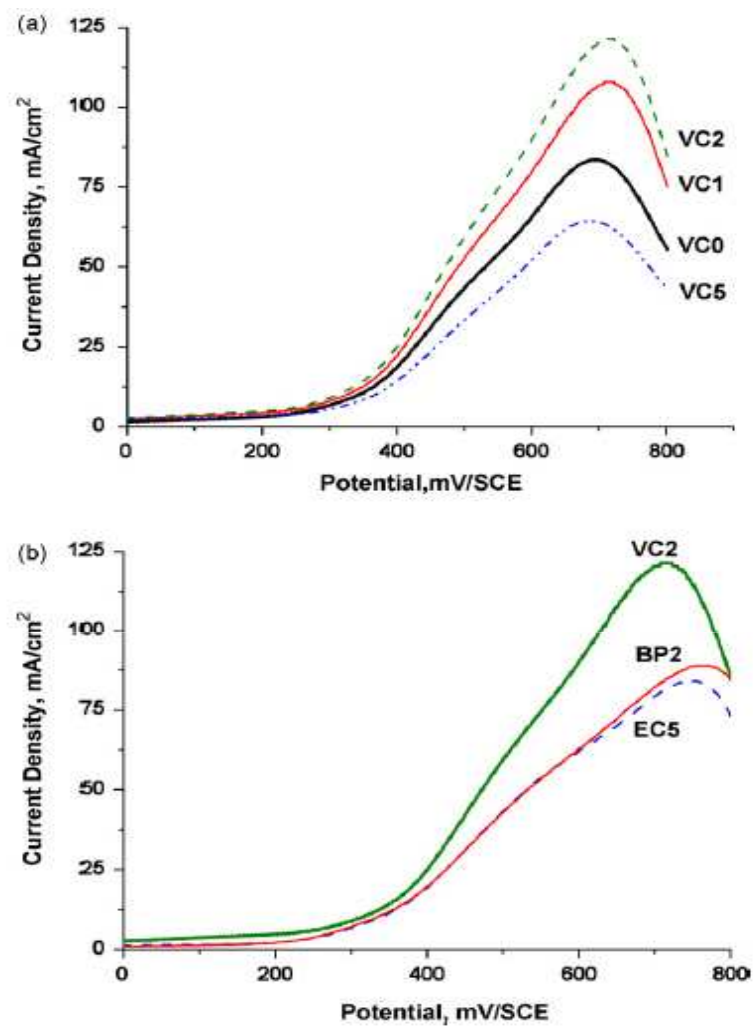 (a)
125
100
75
50
25
0
Current Density, mA/cm²
VC2
VC1
VC0
VC5
0 200 400 600 800
Potential,mV/SCE
(b)
125
100
75
50
25
0
Current Density, mA/cm²
VC2
BP2
EC5
0 200 400 600 800
Potential, mV/SCE